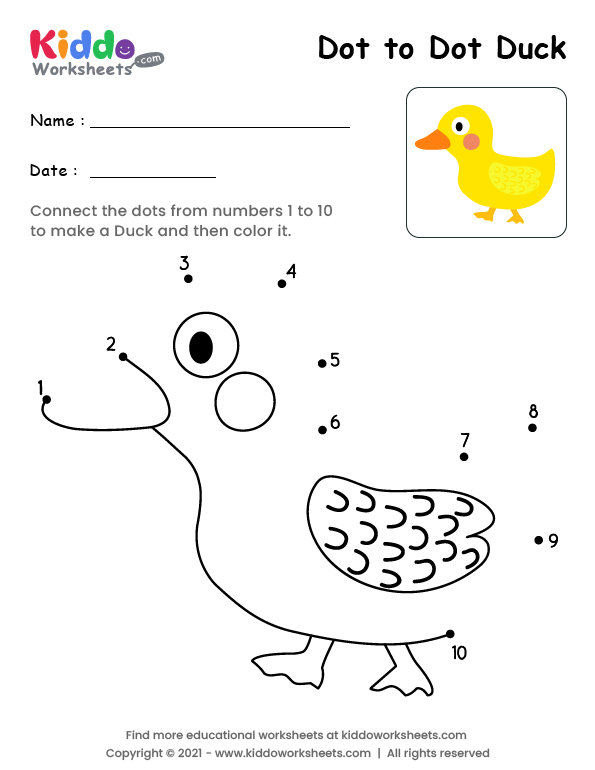 Kiddo
Worksheets .com
Dot to Dot Duck
Name :
Date :
Connect the dots from numbers 1 to 10
to make a Duck and then color it.
3
4
2
5
1
6
8
7
9
10
Find more educational worksheets at kiddoworksheets.com
Copyright © 2021 - www.kiddoworksheets.com | All rights reserved